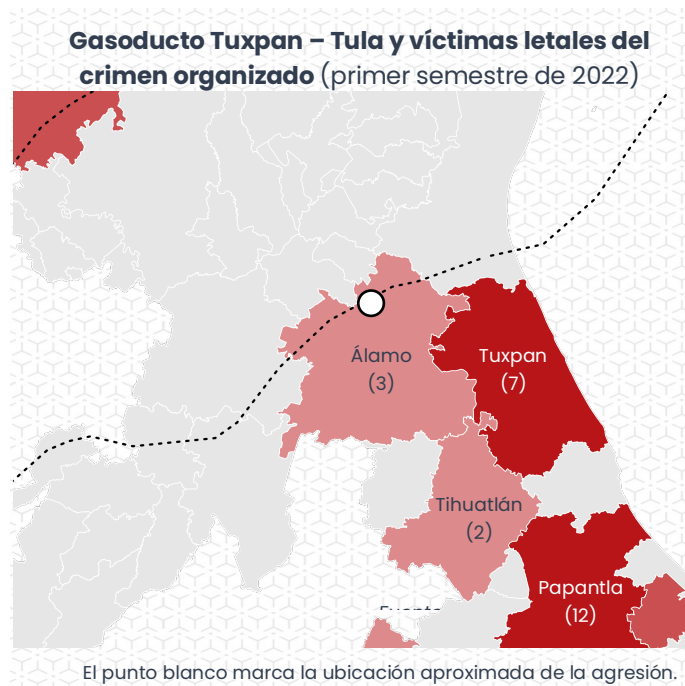 Gasoducto Tuxpan – Tula y víctimas letales del
crimen organizado (primer semestre de 2022)
Álamo
(3)
Tuxpan
(7)
Tihuatlán
(2)
Papantla
(12)
El punto blanco marca la ubicación aproximada de la agresión.